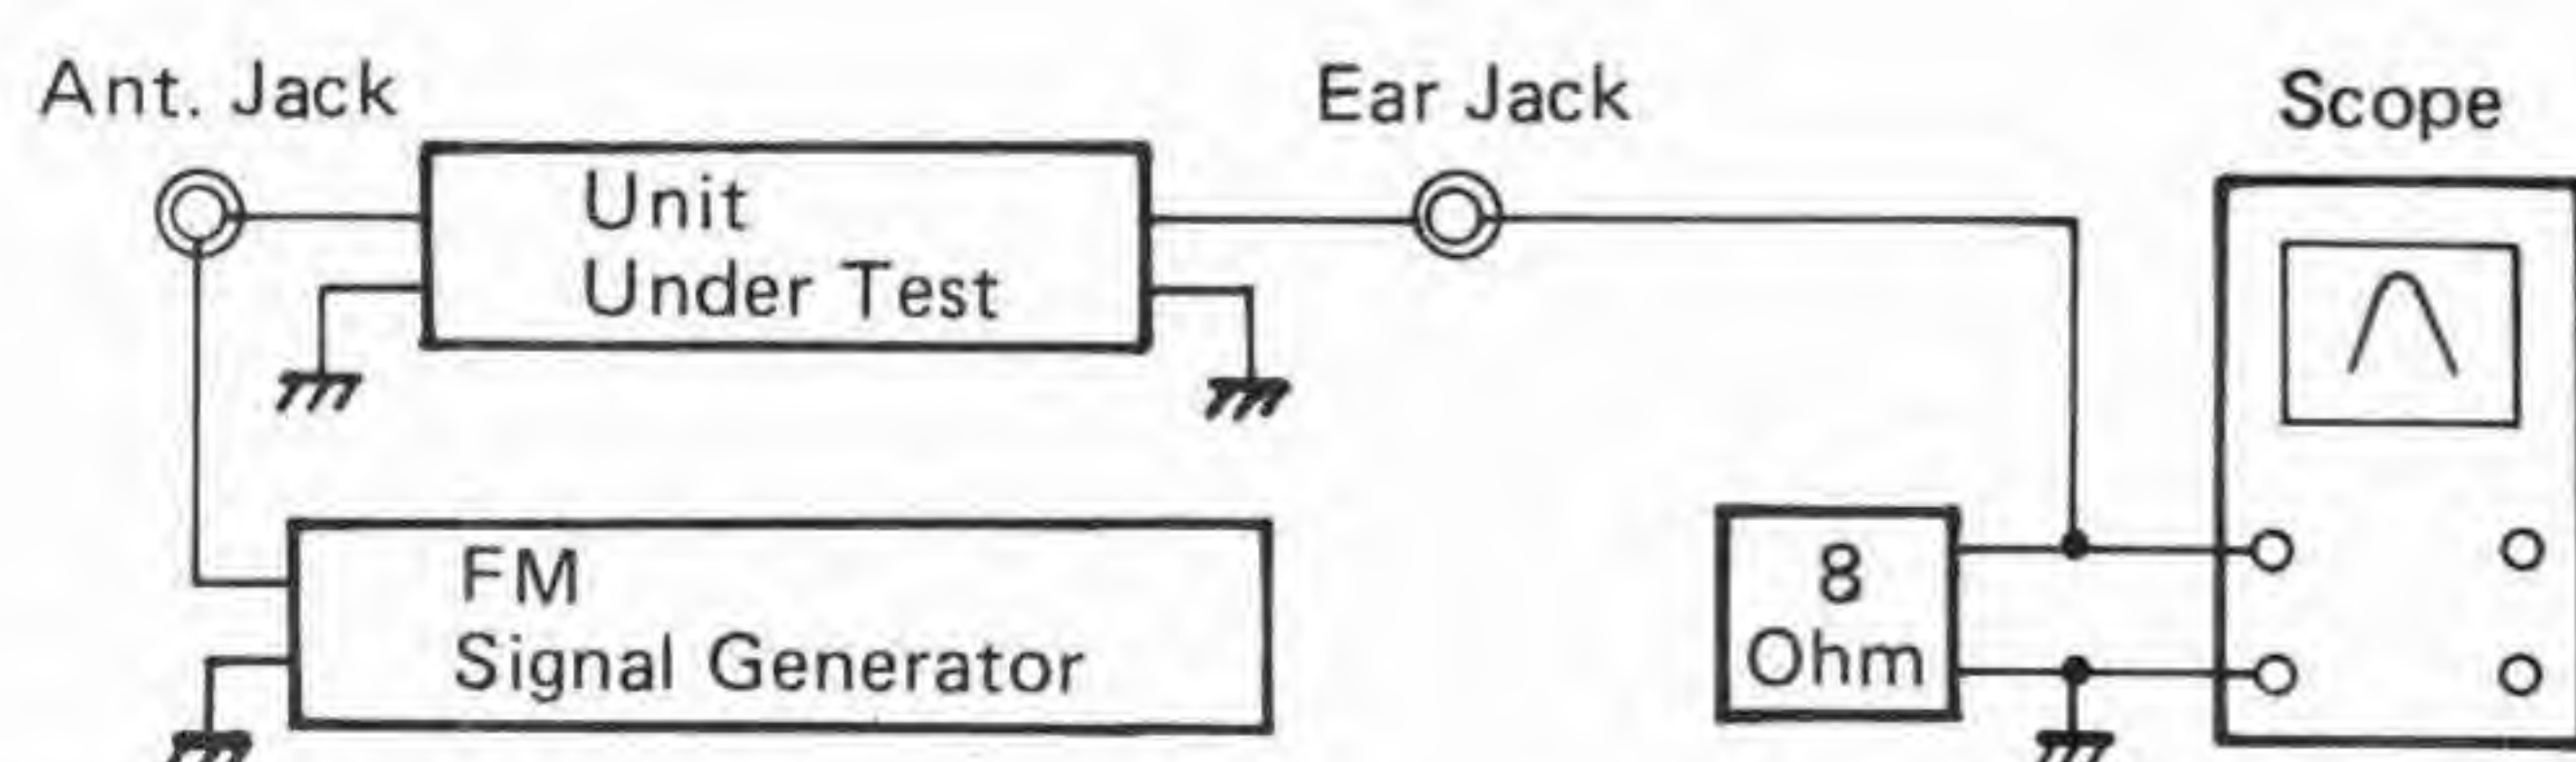 Ant. Jack
Ear Jack
Scope
Unit
Under Test
FM
Signal Generator
8
Ohm